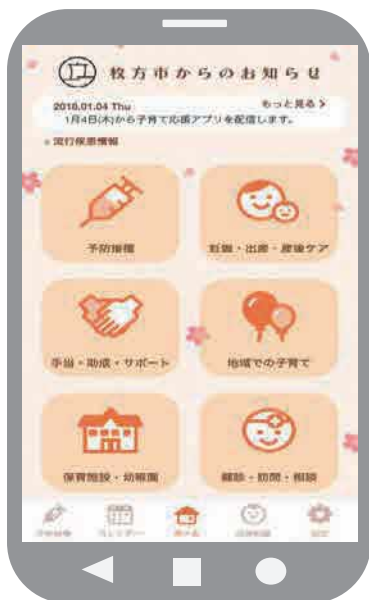 枚方市からのお知らせ
2018.01.04 Thu もっと見る
1月4日(木)から子育て応援アプリを配信します。
流行疾患情報
予防接種
妊娠・出産・産後ケア
手当・助成・サポート
地域での子育て
保育施設・幼稚園
健診・訪問・相談